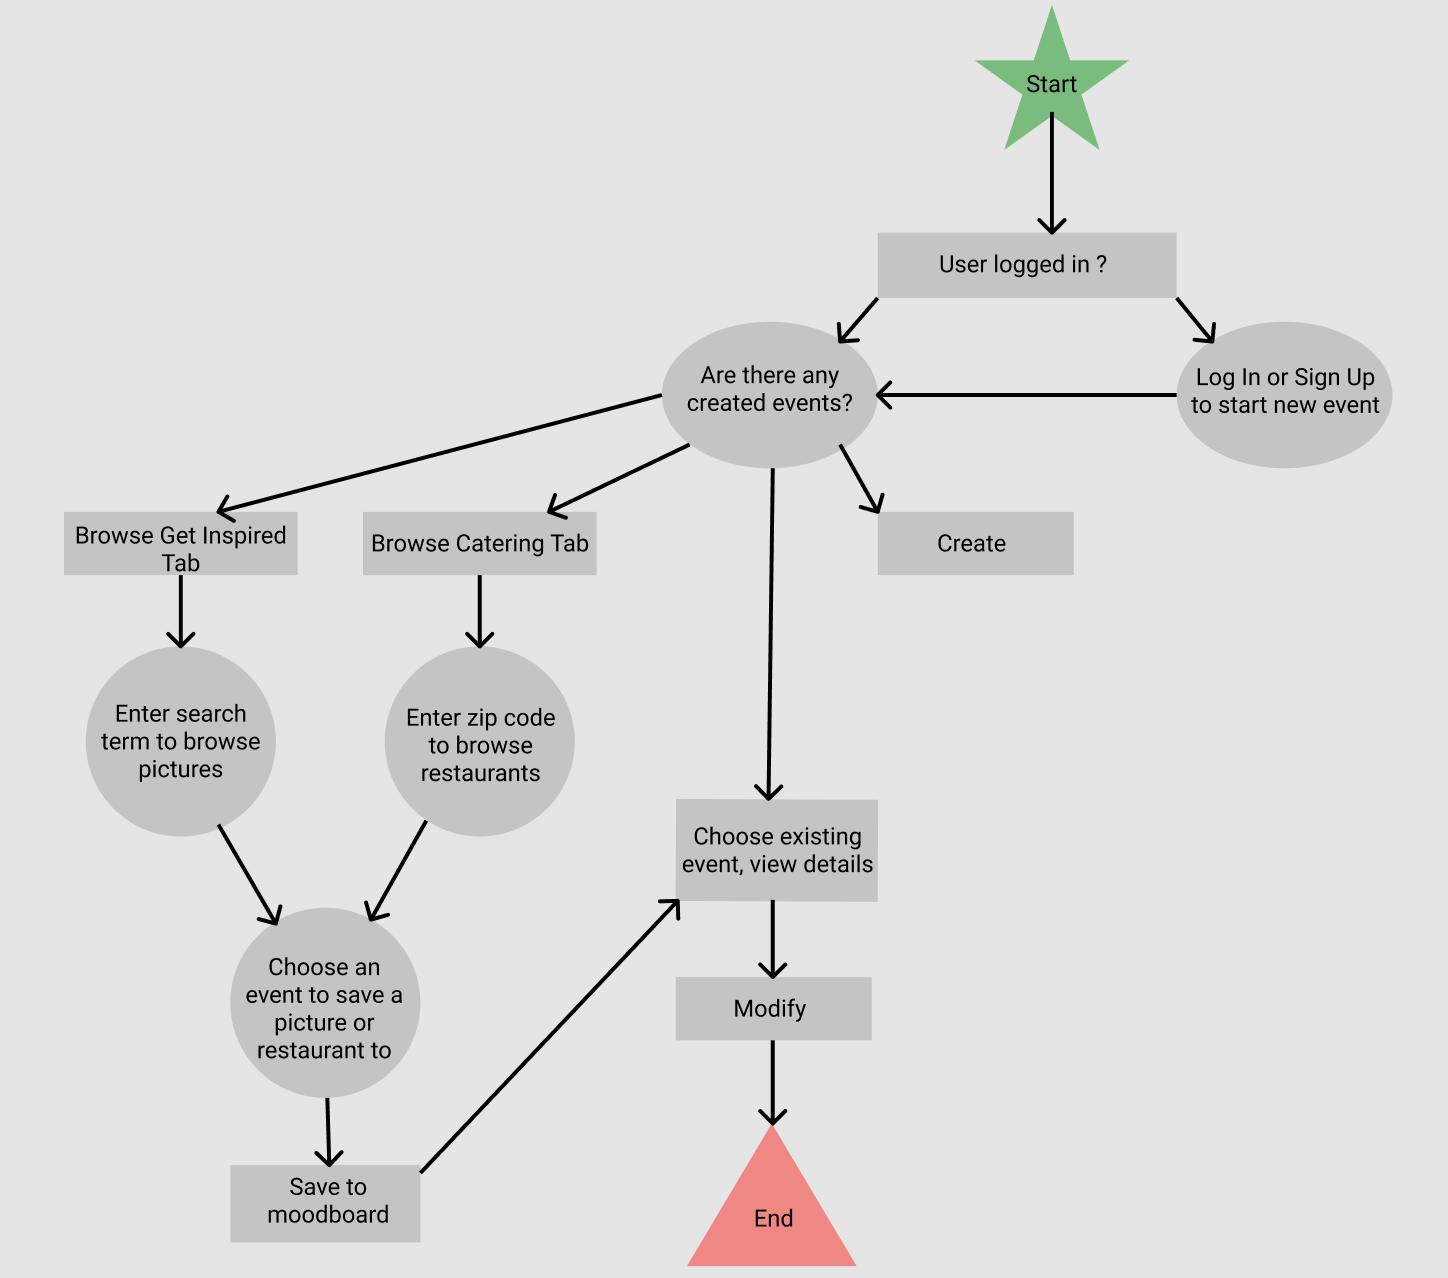 Start
User logged in ?
Are there any
created events?
Log In or Sign Up
to start new event
Browse Get Inspired
Tab
Browse Catering Tab
Create
Enter search
term to browse
pictures
Enter zip code
to browse
restaurants
Choose existing
event, view details
Choose an
event to save a
picture or
restaurant to
Modify
Save to
moodboard
End